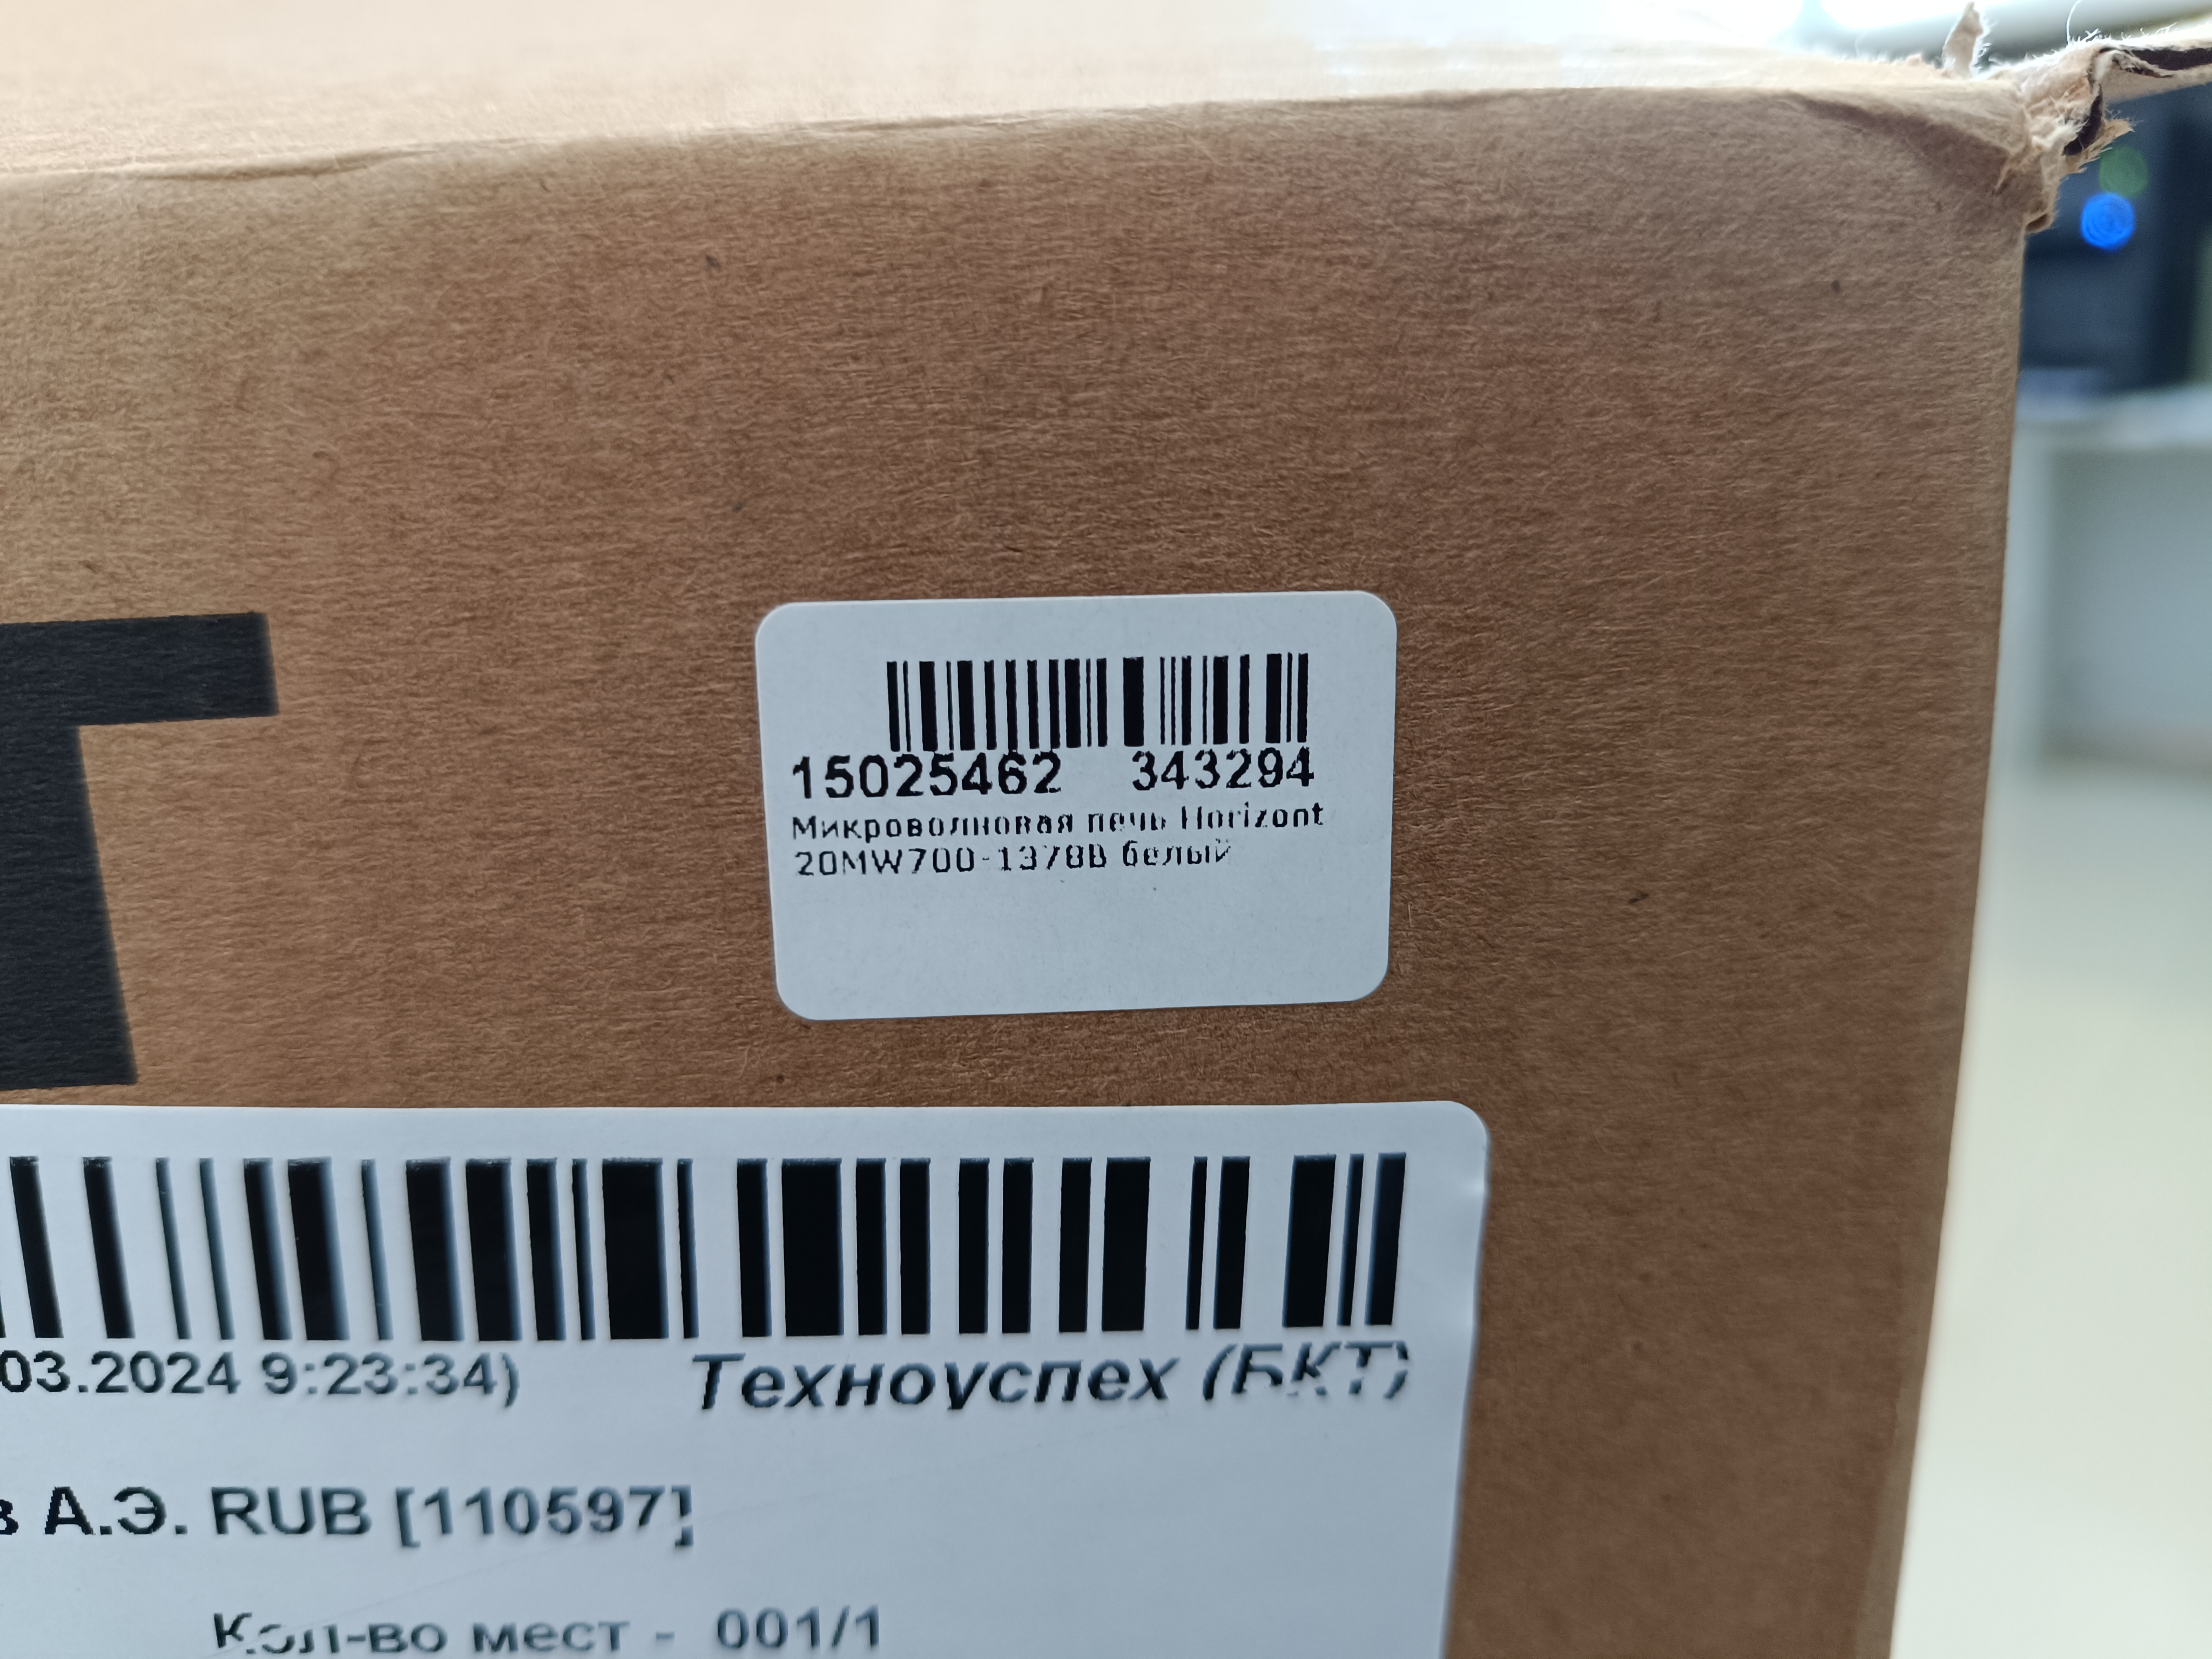 T
15025462 343294
Микроволновая печь Horizont
20MW700-1378B белый
03.2024 9:23:34)
Техноуспех (БКТ)
в А.Э. RUB [110597]
Кол-во мест - 001/1